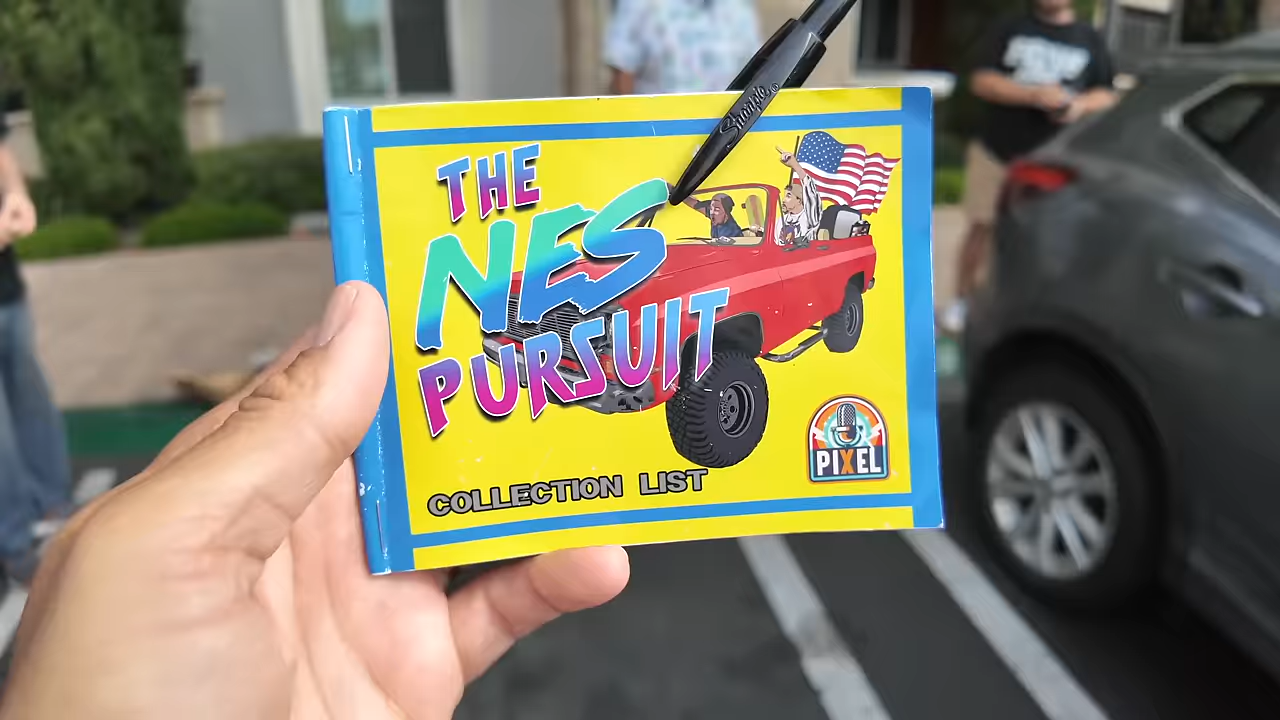 Sharpie
THE
NES
PURSUIT
PIXEL
COLLECTION LIST